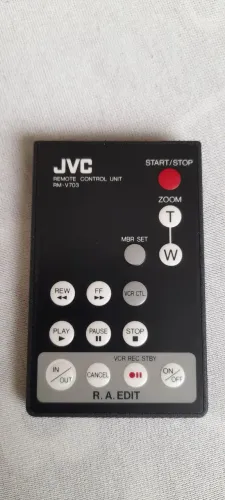 JVC
REMOTE CONTROL UNIT
RM-V703
START/STOP
ZOOM
T
W
MBR SET
REW
FF
VCR CTL
PLAY
PAUSE
STOP
VCR REC STBY
IN/OUT
CANCEL
ON/OFF
R. A. EDIT